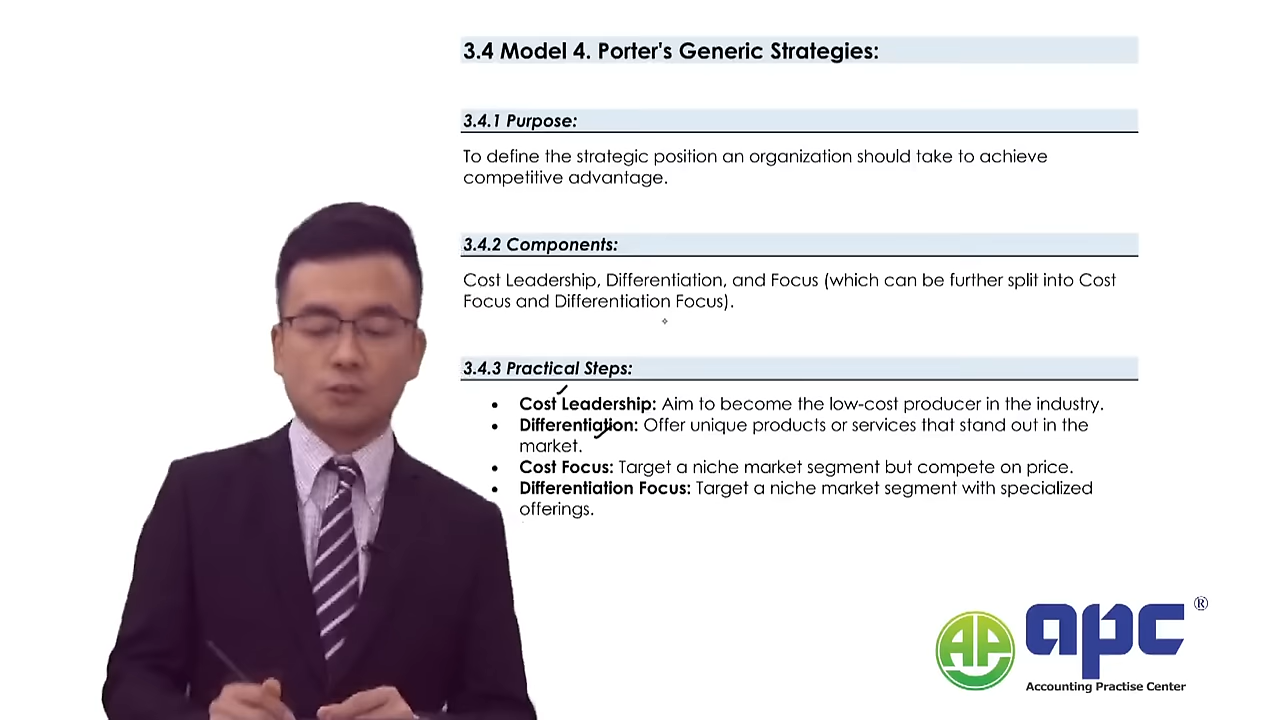 3.4 Model 4. Porter's Generic Strategies:
3.4.1 Purpose:
To define the strategic position an organization should take to achieve
competitive advantage.
3.4.2 Components:
Cost Leadership, Differentiation, and Focus (which can be further split into Cost
Focus and Differentiation Focus).
3.4.3 Practical Steps:
• Cost Leadership: Aim to become the low-cost producer in the industry.
• Differentiation: Offer unique products or services that stand out in the
market.
• Cost Focus: Target a niche market segment but compete on price.
• Differentiation Focus: Target a niche market segment with specialized
offerings.
AP apc ®
Accounting Practise Center